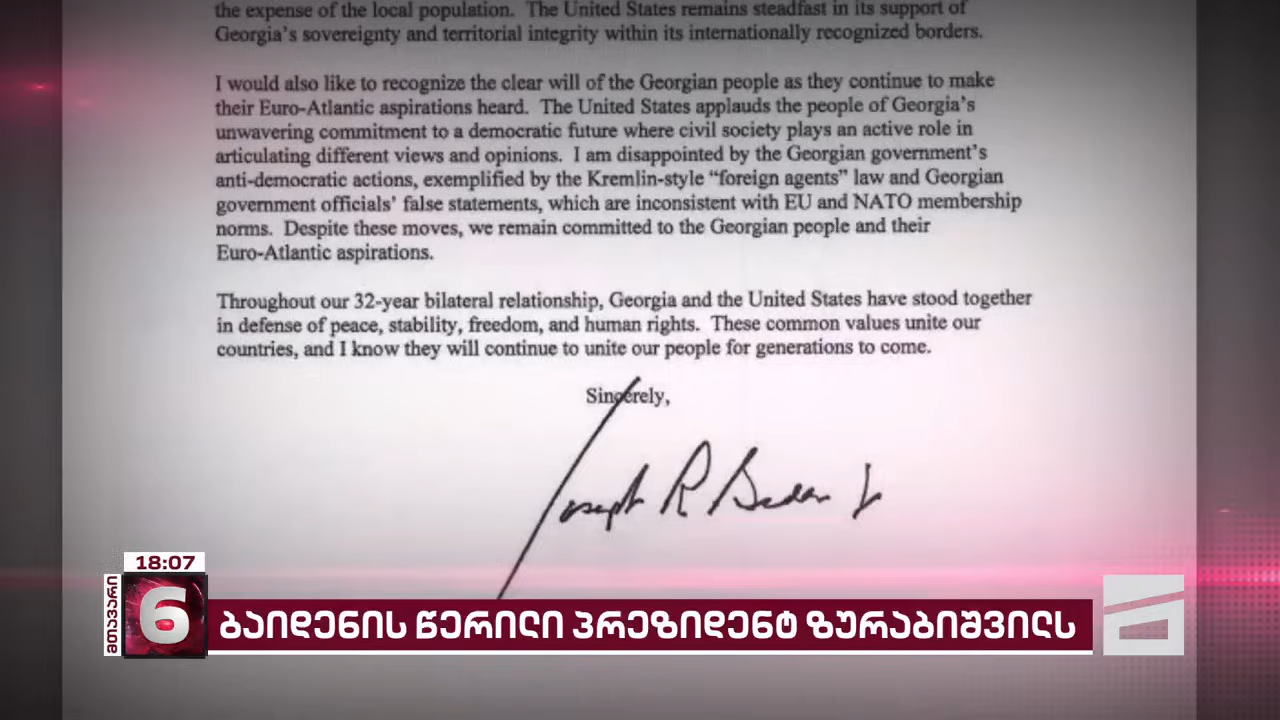 the expense of the local population. The United States remains steadfast in its support of
Georgia's sovereignty and territorial integrity within its internationally recognized borders.
I would also like to recognize the clear will of the Georgian people as they continue to make
their Euro-Atlantic aspirations heard. The United States applauds the people of Georgia's
unwavering commitment to a democratic future where civil society plays an active role in
articulating different views and opinions. I am disappointed by the Georgian government's
anti-democratic actions, exemplified by the Kremlin-style “foreign agents” law and Georgian
government officials' false statements, which are inconsistent with EU and NATO membership
norms. Despite these moves, we remain committed to the Georgian people and their
Euro-Atlantic aspirations.
Throughout our 32-year bilateral relationship, Georgia and the United States have stood together
in defense of peace, stability, freedom, and human rights. These common values unite our
countries, and I know they will continue to unite our people for generations to come.
Sincerely,
Joseph R Biden Jr
18:07
მთავარი
6
ბაიდენის წერილი პრეზიდენტ ზურაბიშვილს